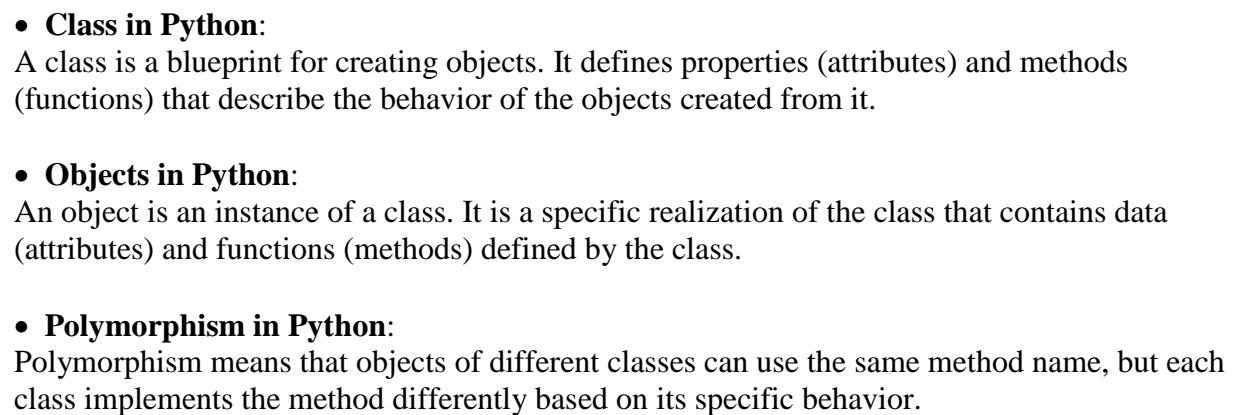 • Class in Python:
A class is a blueprint for creating objects. It defines properties (attributes) and methods
(functions) that describe the behavior of the objects created from it.
• Objects in Python:
An object is an instance of a class. It is a specific realization of the class that contains data
(attributes) and functions (methods) defined by the class.
• Polymorphism in Python:
Polymorphism means that objects of different classes can use the same method name, but each
class implements the method differently based on its specific behavior.